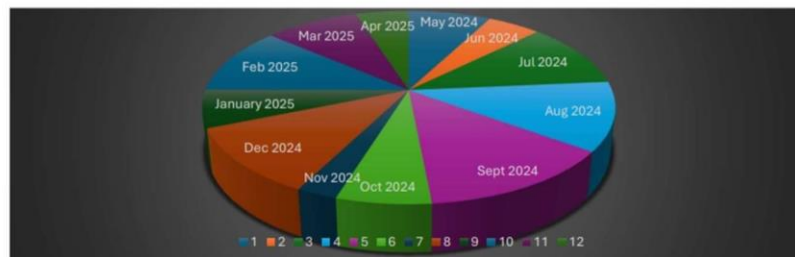 Apr 2025
May 2024
Mar 2025
Jun 2024
Feb 2025
Jul 2024
January 2025
Aug 2024
Dec 2024
Sept 2024
Nov 2024
Oct 2024
1 2 3 4 5 6 7 8 9 10 11 12